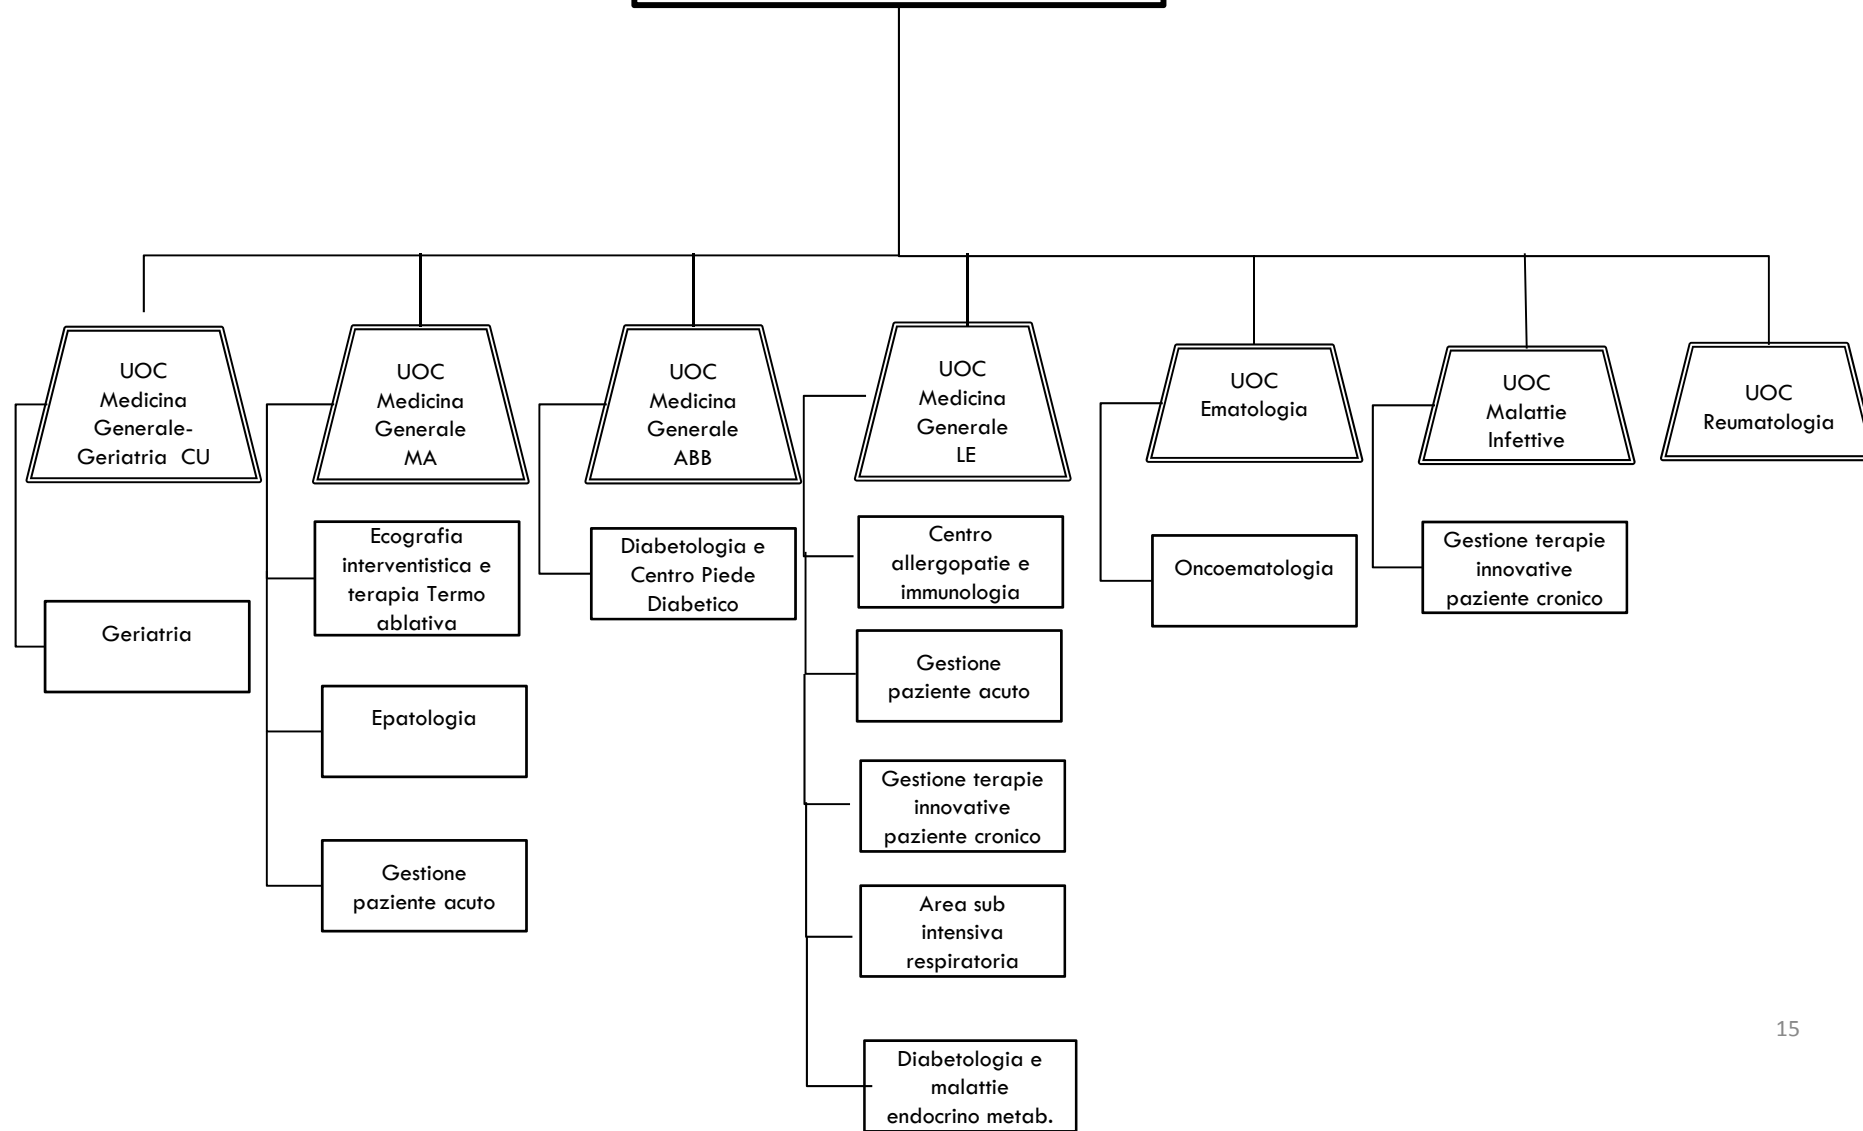 UOC
Medicina
Generale-
Geriatria CU
UOC
Medicina
Generale
MA
UOC
Medicina
Generale
ABB
UOC
Medicina
Generale
LE
UOC
Ematologia
UOC
Malattie
Infettive
UOC
Reumatologia
Geriatria
Ecografia
interventistica e
terapia Termo
ablativa
Epatologia
Gestione
paziente acuto
Diabetologia e
Centro Piede
Diabetico
Centro
allergopatie e
immunologia
Gestione
paziente acuto
Gestione terapie
innovative
paziente cronico
Area sub
intensiva
respiratoria
Diabetologia e
malattie
endocrino metab.
Oncoematologia
Gestione terapie
innovative
paziente cronico
15